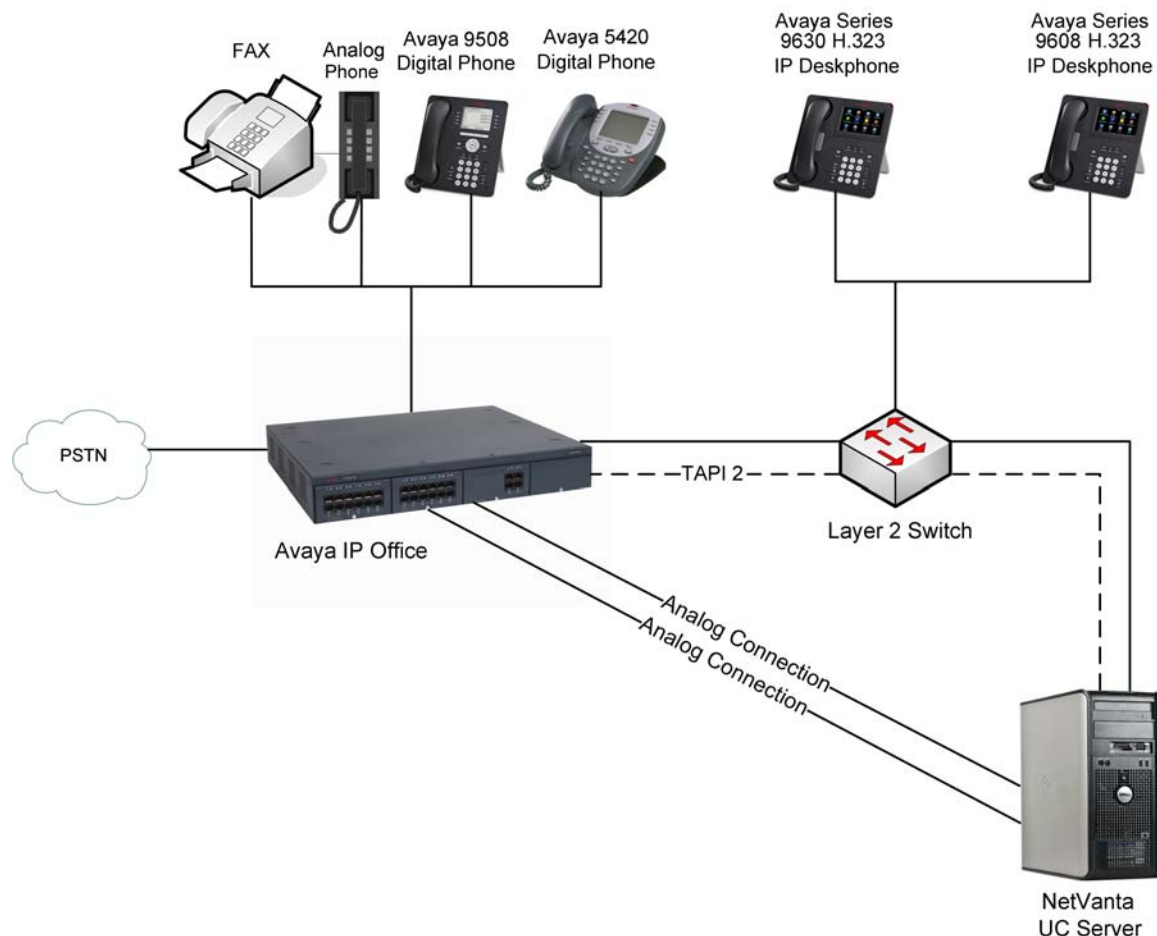 FAX
Analog
Phone
Avaya 9508
Digital Phone
Avaya 5420
Digital Phone
Avaya Series
9630 H.323
IP Deskphone
Avaya Series
9608 H.323
IP Deskphone
PSTN
TAPI 2
Avaya IP Office
Layer 2 Switch
Analog Connection
Analog Connection
NetVanta
UC Server